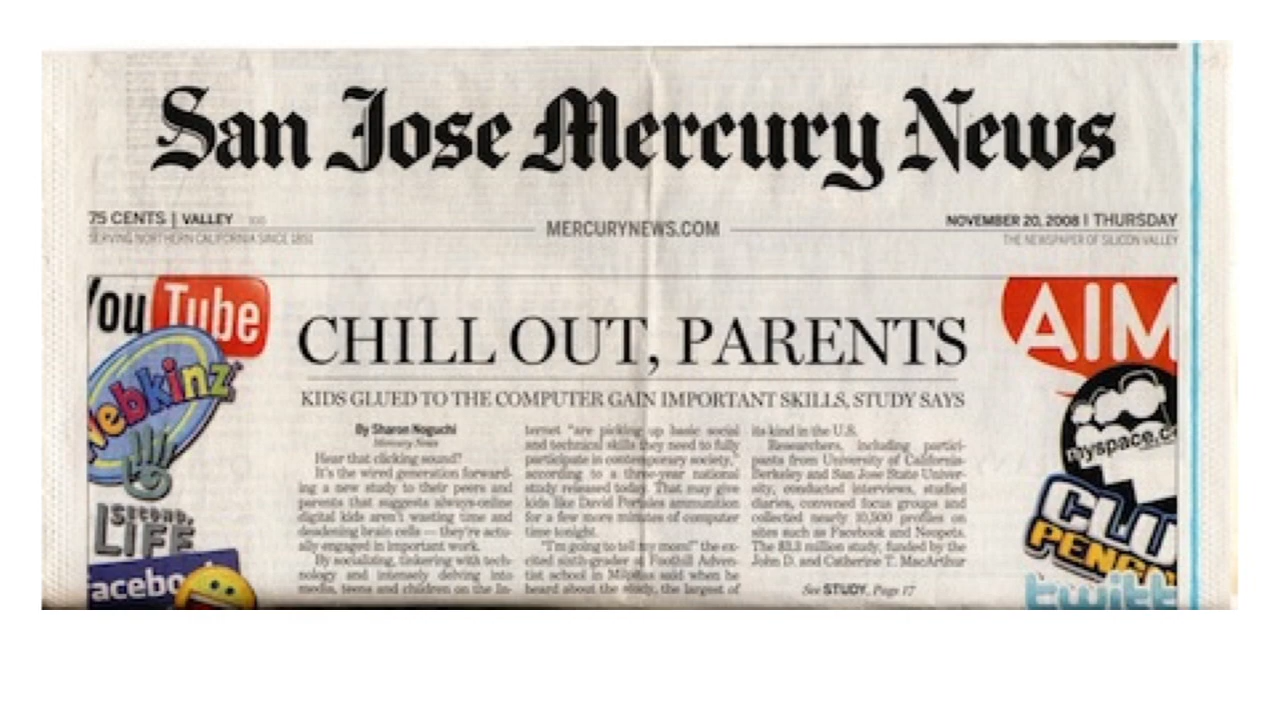 San Jose Mercury News
75 CENTS | VALLEY
SERVING NORTHERN CALIFORNIA SINCE 1851
MERCURYNEWS.COM
NOVEMBER 20, 2008 | THURSDAY
THE NEWSPAPER OF SILICON VALLEY
You Tube
Webkinz
SECOND
LIFE
facebo
CHILL OUT, PARENTS
KIDS GLUED TO THE COMPUTER GAIN IMPORTANT SKILLS, STUDY SAYS
By Sharon Noguchi
Mercury News
Hear that clicking sound?
It's the wired generation forward-
ing a new study to their peers and
parents that suggests always-online
digital kids aren't wasting time and
deadening brain cells — they're actu-
ally engaged in important work.
By socializing, tinkering with tech-
nology and intensely delving into
media, teens and children on the In-
ternet "are picking up basic social
and technical skills they need to fully
participate in contemporary society,"
according to a three-year national
study released today. That may give
kids like David Portales ammunition
for a few more minutes of computer
time tonight.
"I'm going to tell my mom!" the ex-
cited sixth-grader at Foothill Adven-
tist school in Milpitas said when he
heard about the study, the largest of
its kind in the U.S.
Researchers, including partici-
pants from University of California-
Berkeley and San Jose State Univer-
sity, conducted interviews, studied
diaries, convened focus groups and
collected nearly 10,500 profiles on
sites such as Facebook and Neopets.
The $3.3 million study, funded by the
John D. and Catherine T. MacArthur
See STUDY, Page 17
AIM
myspace.c
CLU
PENGU
twitt